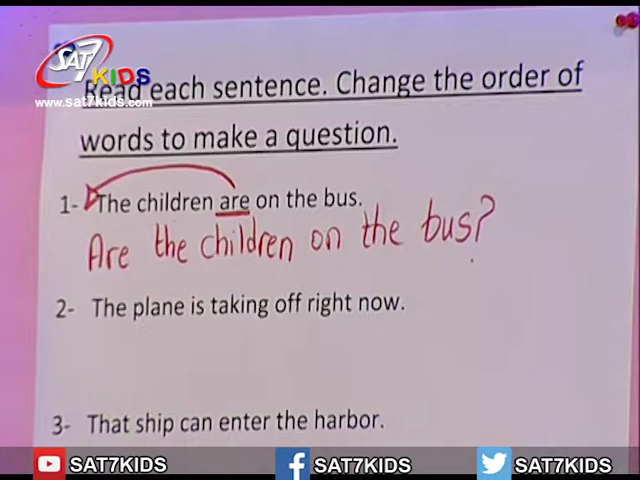 SAT7
KIDS
www.sat7kids.com
Read each sentence. Change the order of
words to make a question.
1- The children are on the bus.
Are the children on the bus?
2- The plane is taking off right now.
3- That ship can enter the harbor.
SAT7KIDS SAT7KIDS SAT7KIDS